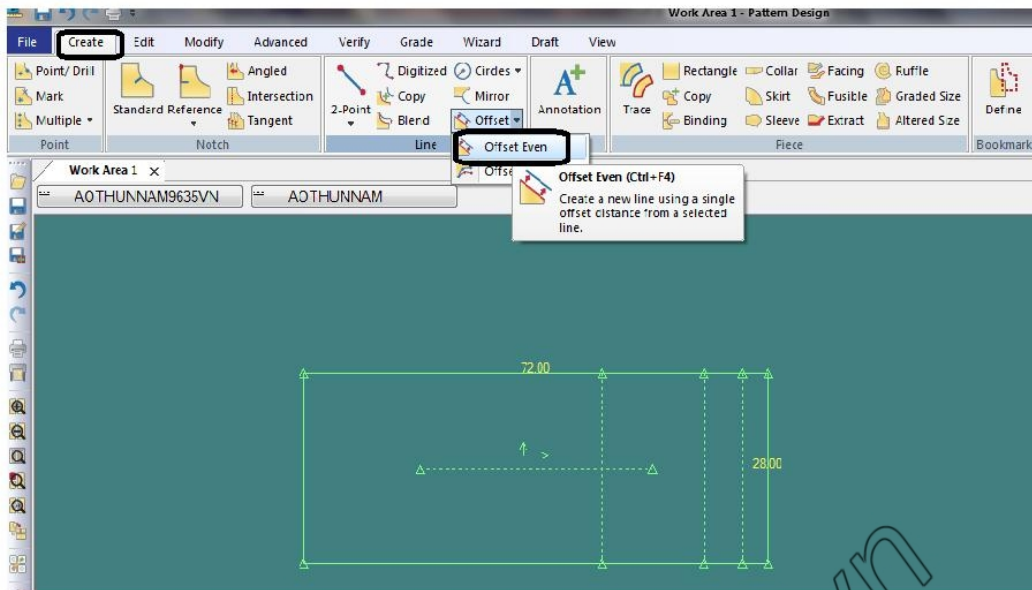 Work Area 1 - Pattern Design
File Create Edit Modify Advanced Verify Grade Wizard Draft View
Point/ Drill Angled Digitized Circles Rectangle Collar Facing Ruffle
Mark Standard Reference Intersection 2-Point Copy Mirror Annotation Trace Copy Skirt Fusible Graded Size Define
Multiple Tangent Blend Offset Binding Sleeve Extract Altered Size
Point Notch Line Offset Even Piece Bookmark
Work Area 1 x
Offset Even (Ctrl+F4)
AOTHUNNAM9635VN AOTHUNNAM
Create a new line using a single
offset distance from a selected
line.
72.00
28.00